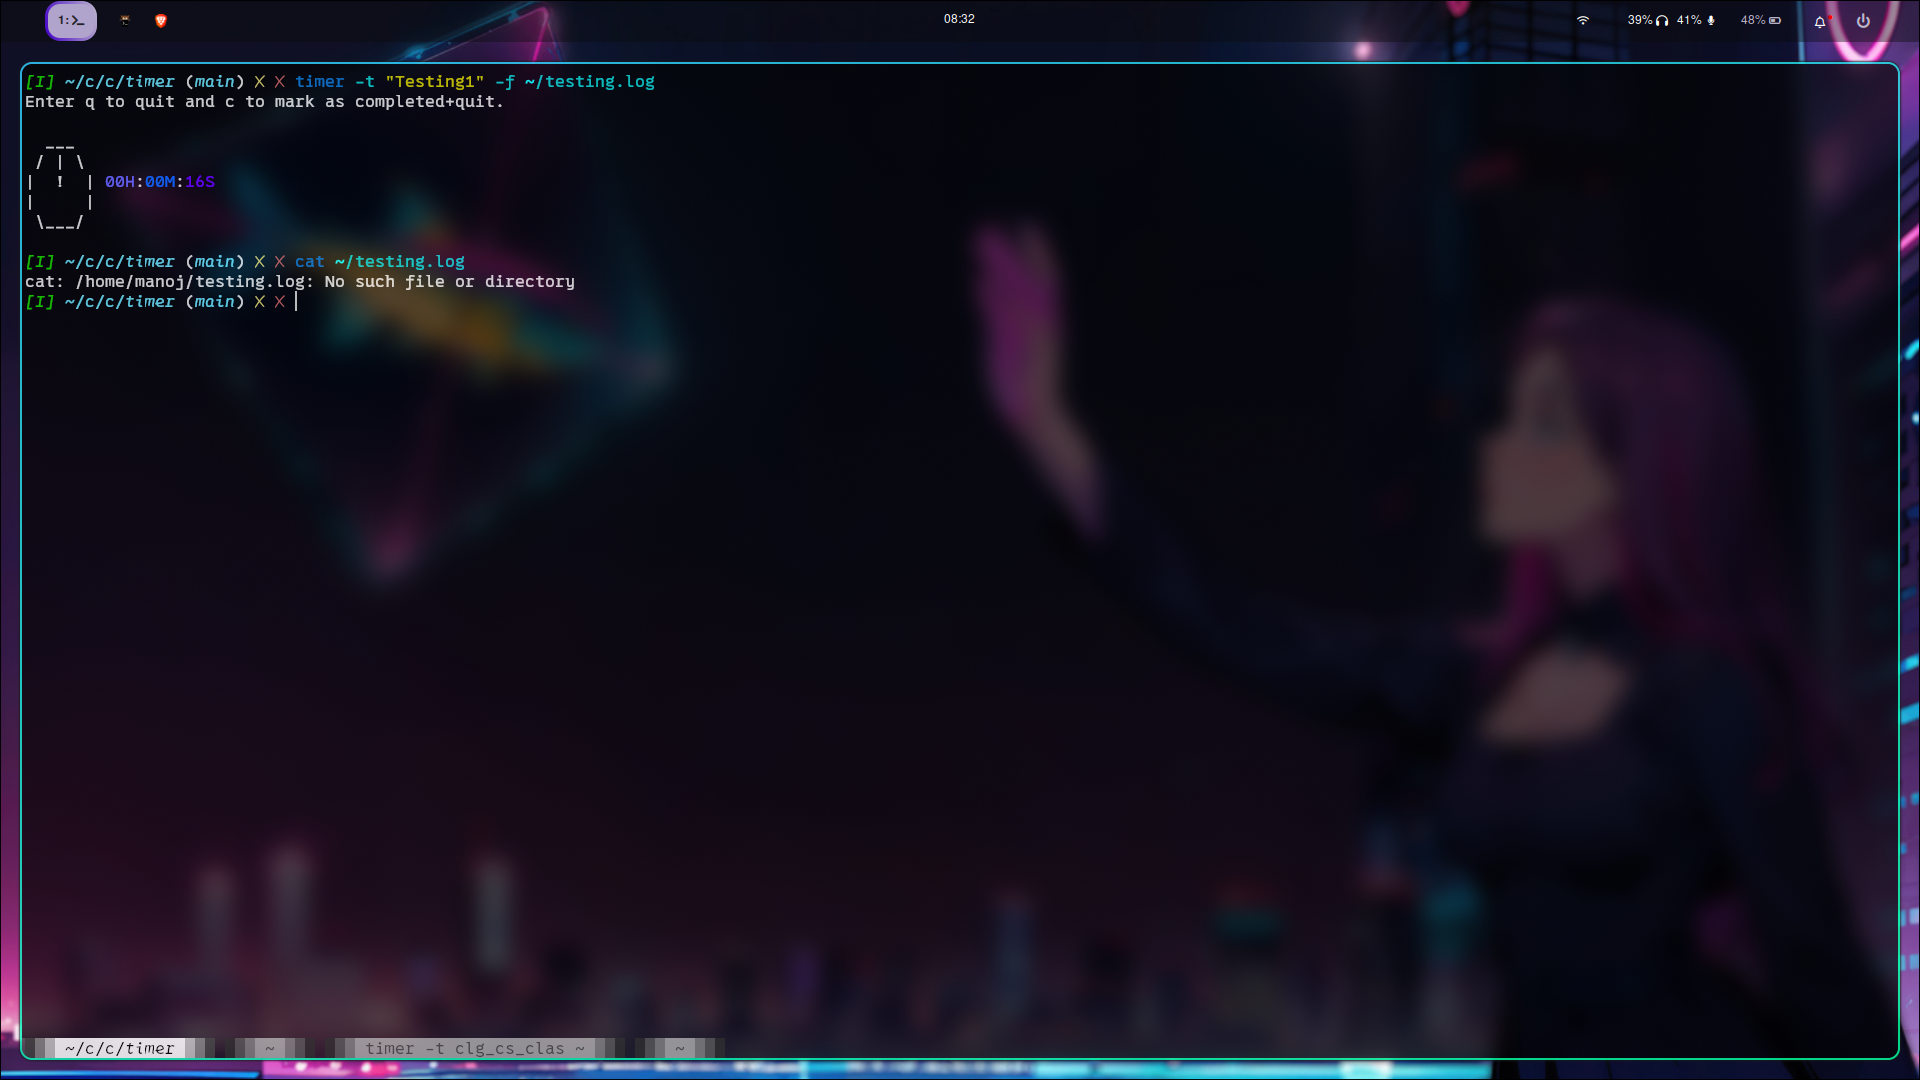 1:>_ 08:32 39% 41% 48%
[I] ~/c/c/timer (main) X X timer -t "Testing1" -f ~/testing.log
Enter q to quit and c to mark as completed+quit.
  ___
 / | \
|  !  | 00H:00M:16S
|     |
 \___/
[I] ~/c/c/timer (main) X X cat ~/testing.log
cat: /home/manoj/testing.log: No such file or directory
[I] ~/c/c/timer (main) X X
~/c/c/timer ~ timer -t clg_cs_clas ~ ~